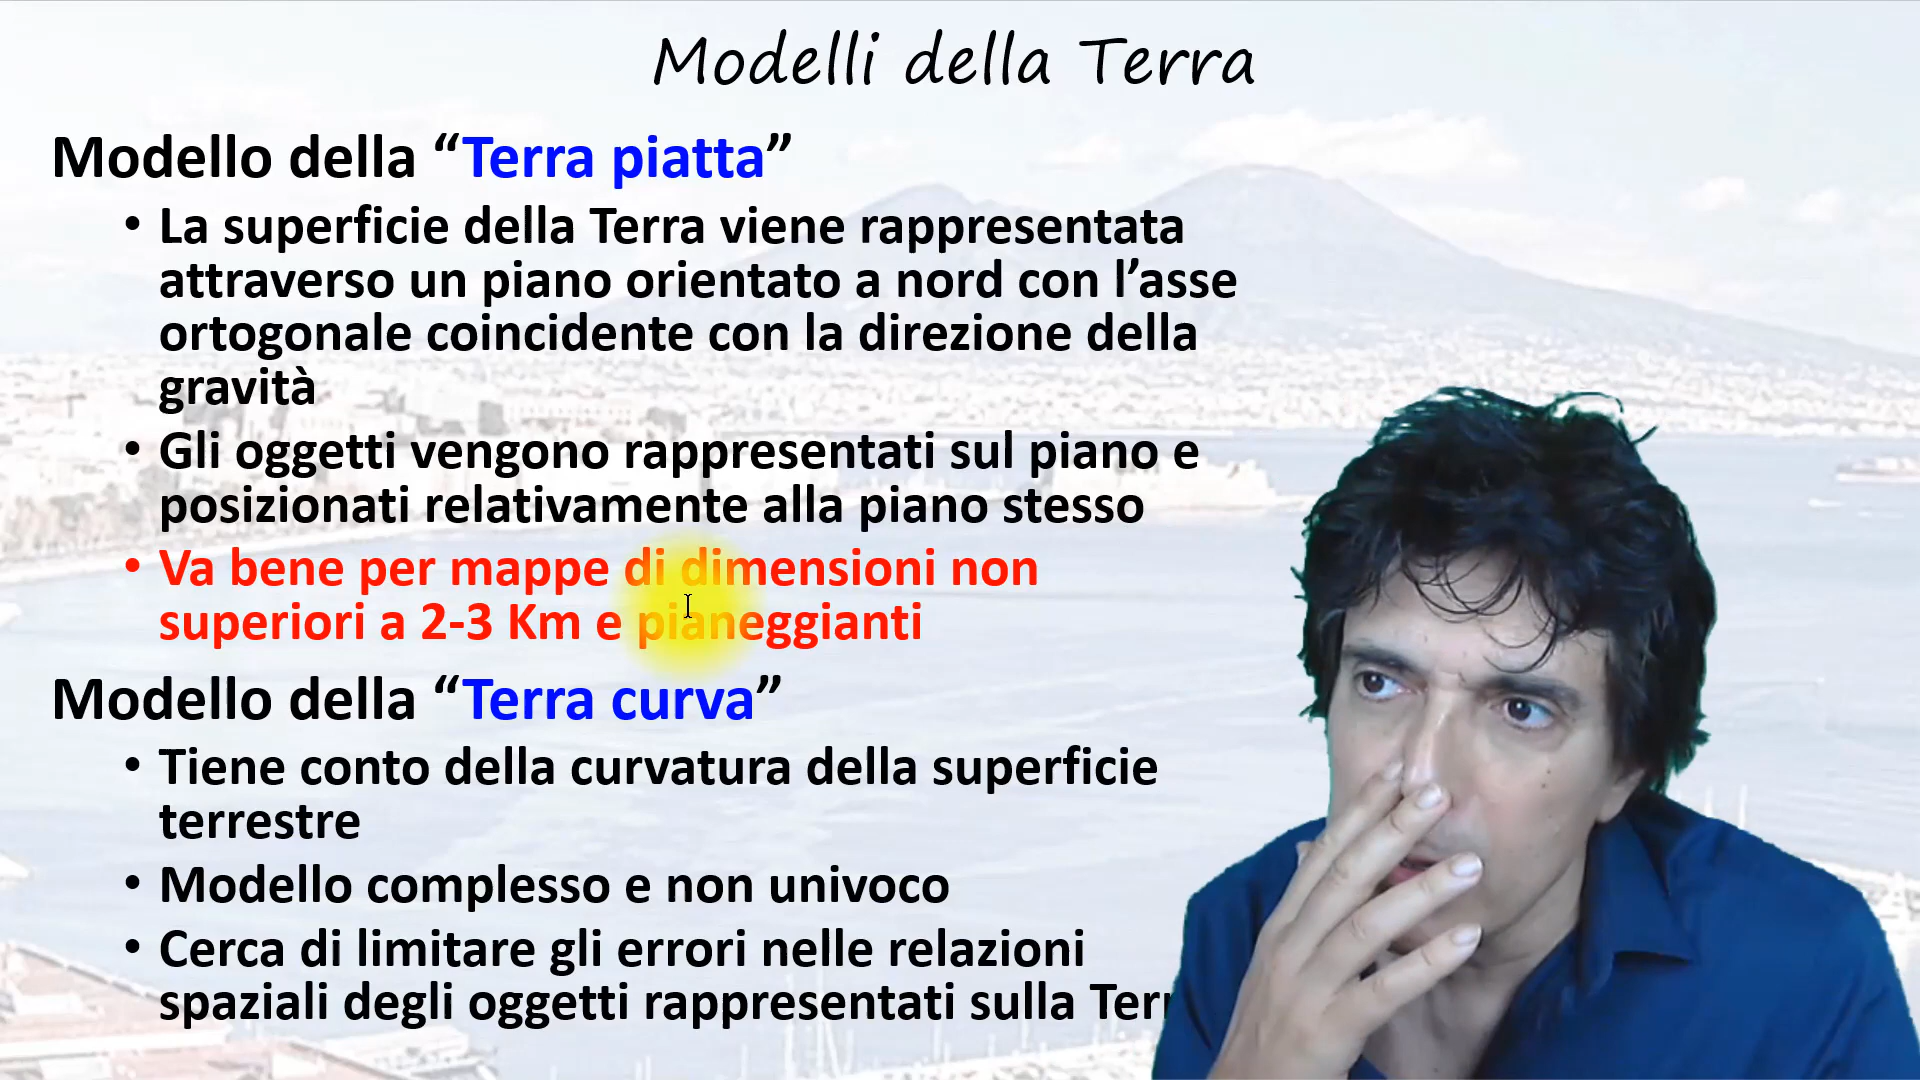 Modelli della Terra
Modello della “Terra piatta”
• La superficie della Terra viene rappresentata
attraverso un piano orientato a nord con l’asse
ortogonale coincidente con la direzione della
gravità
• Gli oggetti vengono rappresentati sul piano e
posizionati relativamente alla piano stesso
• Va bene per mappe di dimensioni non
superiori a 2-3 Km e pianeggianti
Modello della “Terra curva”
• Tiene conto della curvatura della superficie
terrestre
• Modello complesso e non univoco
• Cerca di limitare gli errori nelle relazioni
spaziali degli oggetti rappresentati sulla